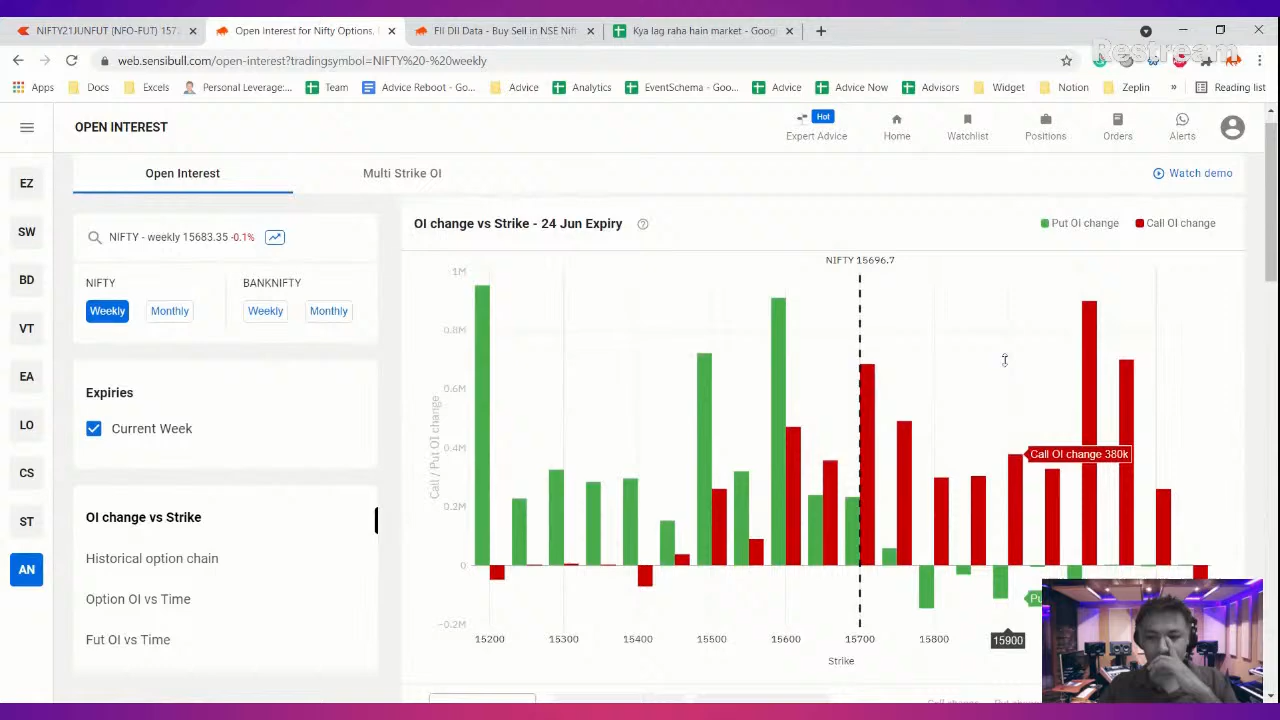 NIFTY21JUNFUT (NFO-FUT) 157
Open Interest for Nifty Options,
FII DII Data - Buy Sell in NSE Nift
Kya lag raha hain market - Goog
Restream
web.sensibull.com/open-interest?tradingsymbol=NIFTY%20%20weekly
Apps
Docs
Excels
Personal Leverage:...
Team
Advice Reboot - Go...
Advice
Analytics
EventSchema - Goo...
Advice
Advice Now
Advisors
Widget
Notion
Zeplin
»
Reading list
OPEN INTEREST
Hot
Expert Advice
Home
Watchlist
Positions
Orders
Alerts
EZ
SW
BD
VT
EA
LO
CS
ST
AN
Open Interest
Multi Strike OI
Watch demo
NIFTY - weekly 15683.35 -0.1%
NIFTY
BANKNIFTY
Weekly
Monthly
Weekly
Monthly
Expiries
Current Week
OI change vs Strike
Historical option chain
Option OI vs Time
Fut OI vs Time
OI change vs Strike - 24 Jun Expiry
Put OI change
Call OI change
NIFTY 15696.7
Call / Put OI change
1M
0.8M
0.6M
0.4M
0.2M
0
−0.2M
Call OI change 380k
15200
15300
15400
15500
15600
15700
15800
15900
Strike